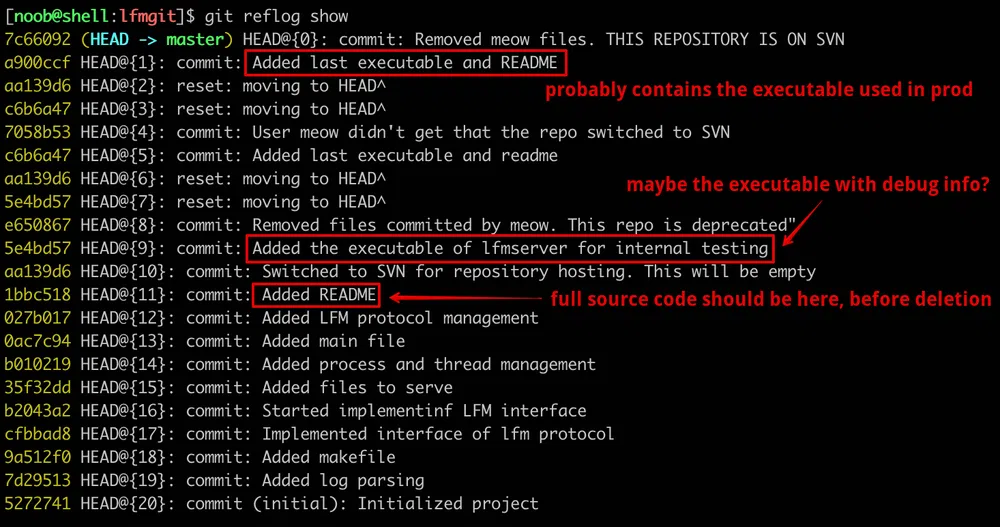 [noob@shell:lfmgit]$ git reflog show
7c66092 (HEAD -> master) HEAD@{0}: commit: Removed meow files. THIS REPOSITORY IS ON SVN
a900ccf HEAD@{1}: commit: Added last executable and README
probably contains the executable used in prod
aa139d6 HEAD@{2}: reset: moving to HEAD^
c6b6a47 HEAD@{3}: reset: moving to HEAD^
7058b53 HEAD@{4}: commit: User meow didn't get that the repo switched to SVN
c6b6a47 HEAD@{5}: commit: Added last executable and readme
aa139d6 HEAD@{6}: reset: moving to HEAD^
maybe the executable with debug info?
5e4bd57 HEAD@{7}: reset: moving to HEAD^
e650867 HEAD@{8}: commit: Removed files committed by meow. This repo is deprecated"
5e4bd57 HEAD@{9}: commit: Added the executable of lfmserver for internal testing
aa139d6 HEAD@{10}: commit: Switched to SVN for repository hosting. This will be empty
1bbc518 HEAD@{11}: commit: Added README
full source code should be here, before deletion
027b017 HEAD@{12}: commit: Added LFM protocol management
0ac7c94 HEAD@{13}: commit: Added main file
b010219 HEAD@{14}: commit: Added process and thread management
35f32dd HEAD@{15}: commit: Added files to serve
b2043a2 HEAD@{16}: commit: Started implementinf LFM interface
cfbbad8 HEAD@{17}: commit: Implemented interface of lfm protocol
9a512f0 HEAD@{18}: commit: Added makefile
7d29513 HEAD@{19}: commit: Added log parsing
5272741 HEAD@{20}: commit (initial): Initialized project